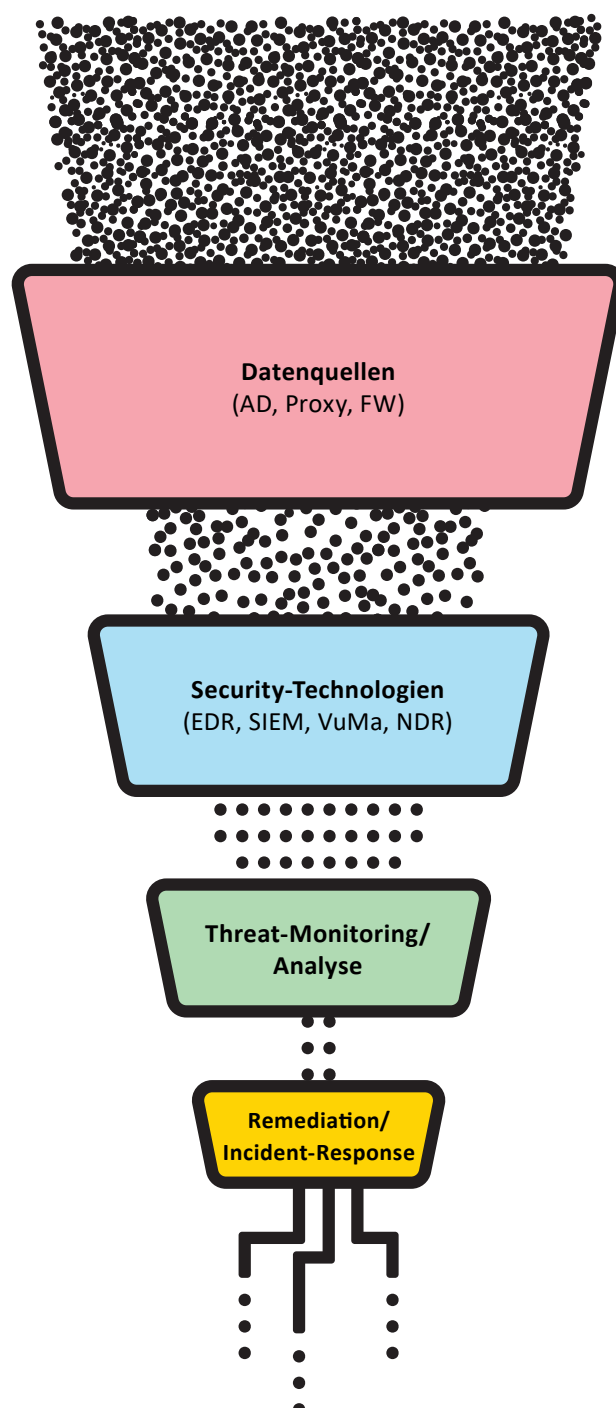 Datenquellen
(AD, Proxy, FW)
Security-Technologien
(EDR, SIEM, VuMa, NDR)
Threat-Monitoring/
Analyse
Remediation/
Incident-Response